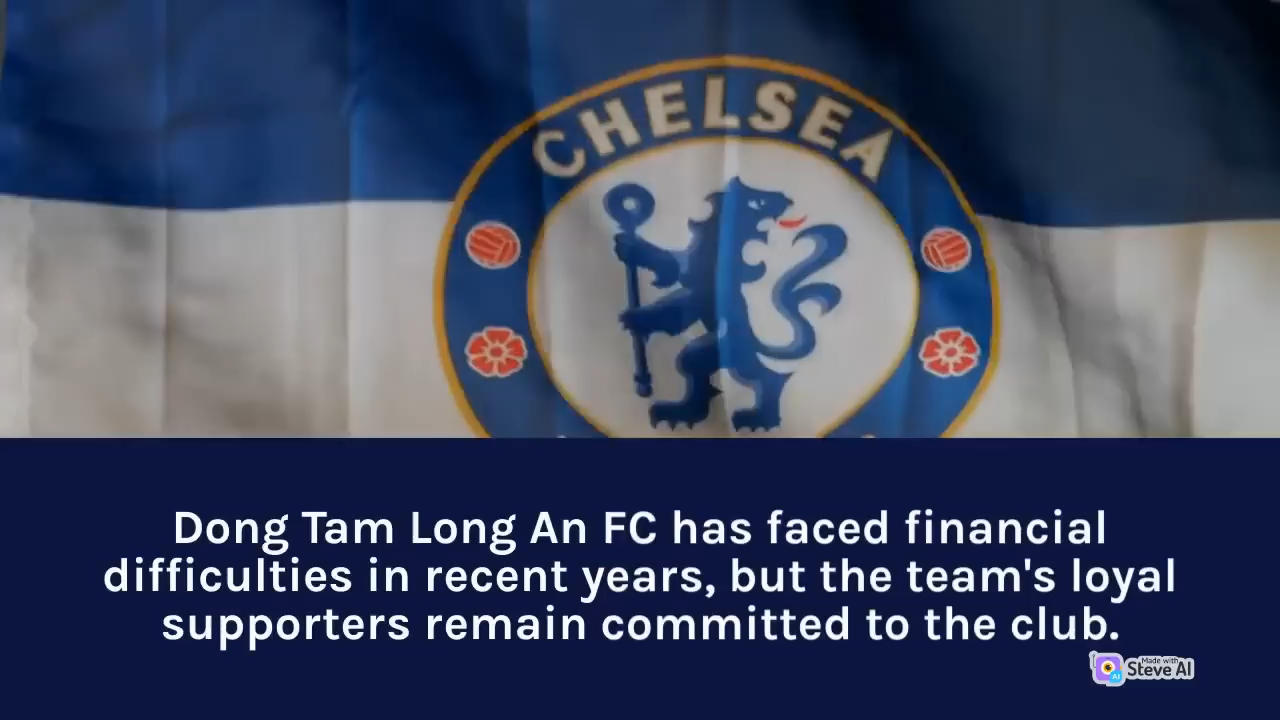 CHELSEA
Dong Tam Long An FC has faced financial
difficulties in recent years, but the team's loyal
supporters remain committed to the club.
Made with
AI
Steve AI